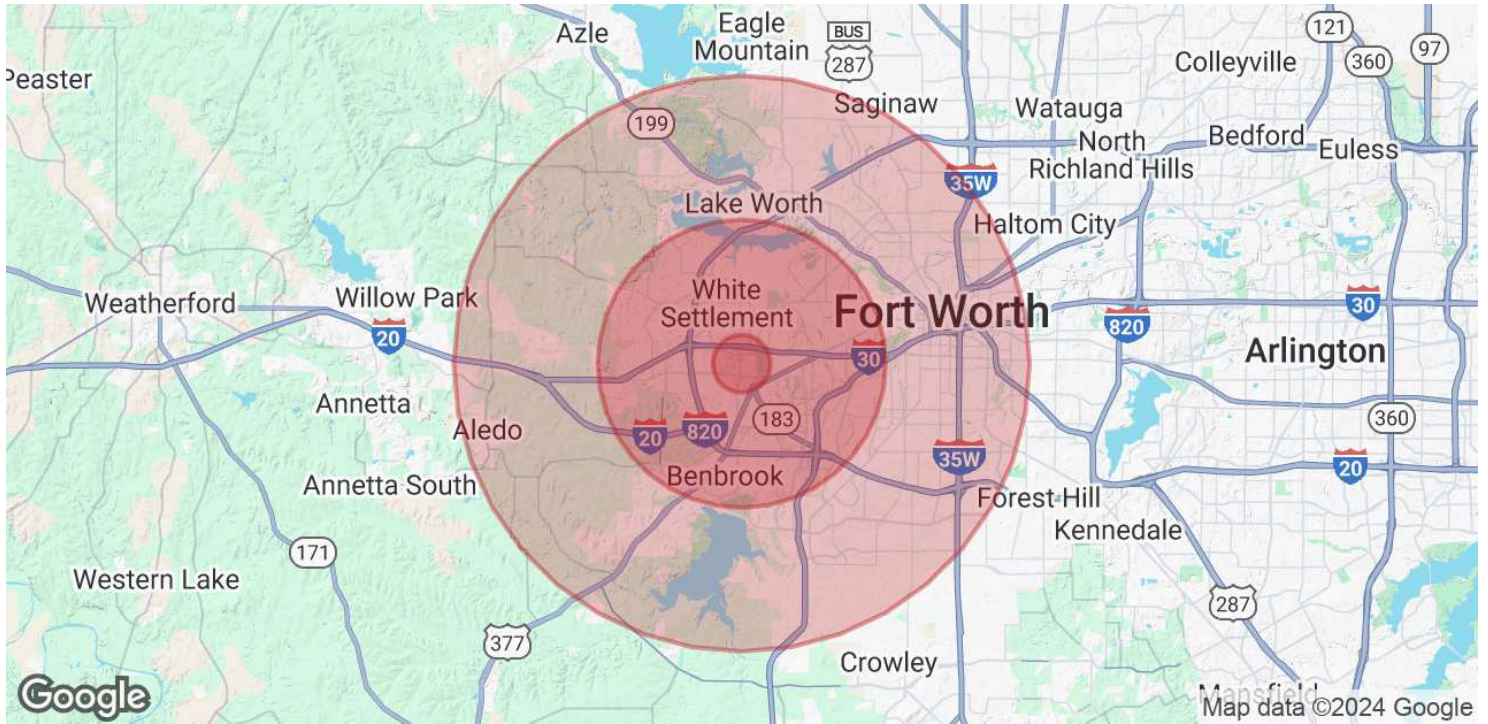 Eagle
Mountain
Azle
BUS
287
121
97
360
Colleyville
Peaster
Saginaw
Watauga
199
North
Richland Hills
Bedford
Euless
35W
Lake Worth
Haltom City
Weatherford
Willow Park
White
Settlement
Fort Worth
30
820
30
20
Arlington
Annetta
183
360
Aledo
20
820
35W
20
Annetta South
Benbrook
Forest Hill
Kennedale
171
Western Lake
287
377
Crowley
Google
Mansfield
Map data ©2024 Google